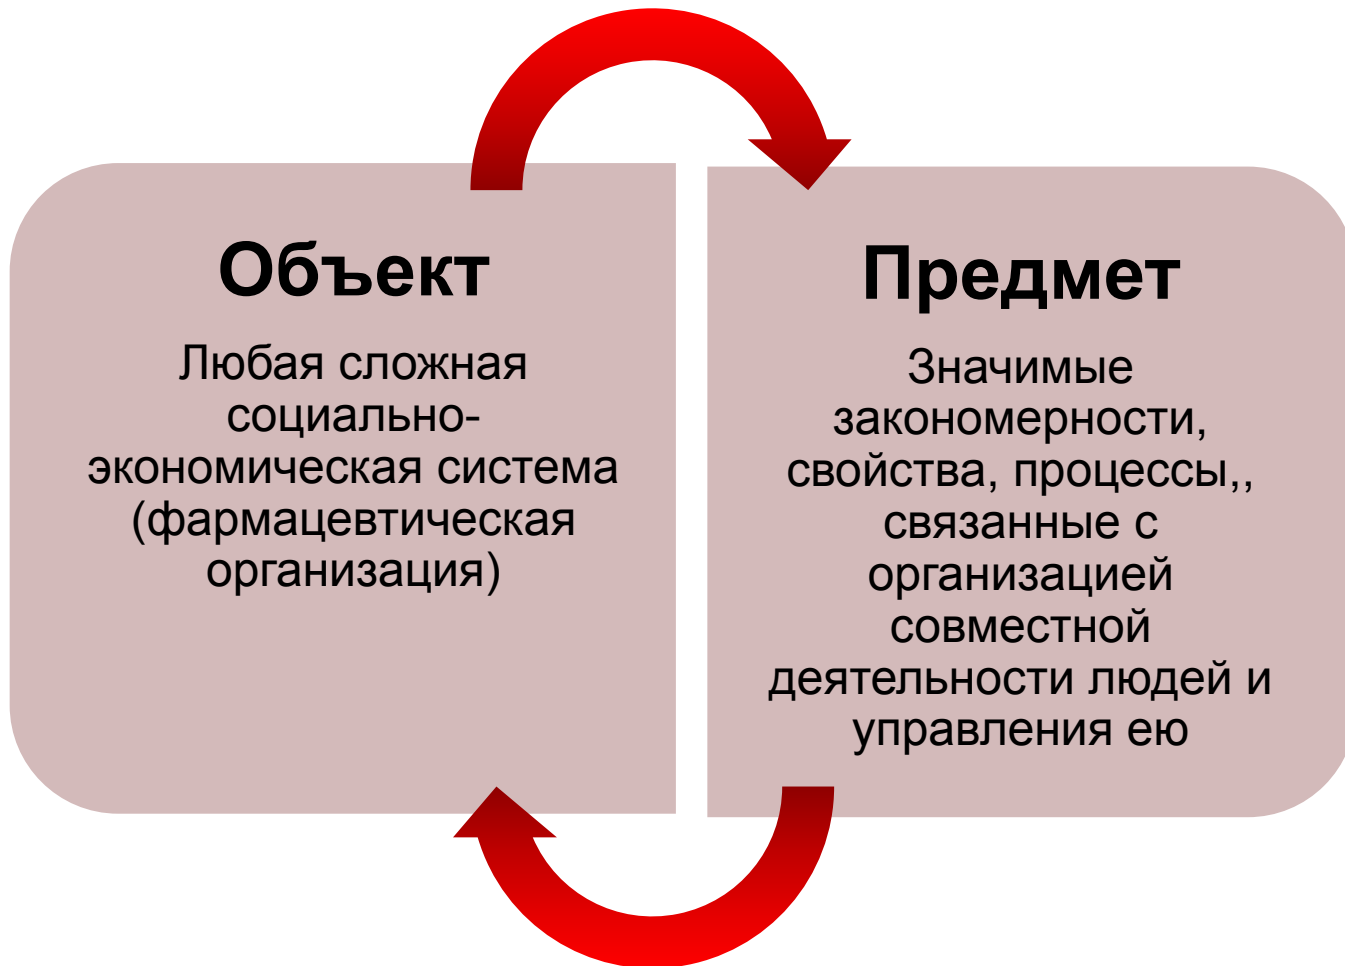 Объект
Любая сложная
социально-
экономическая система
(фармацевтическая
организация)
Предмет
Значимые
закономерности,
свойства, процессы,,
связанные с
организацией
совместной
деятельности людей и
управления ею